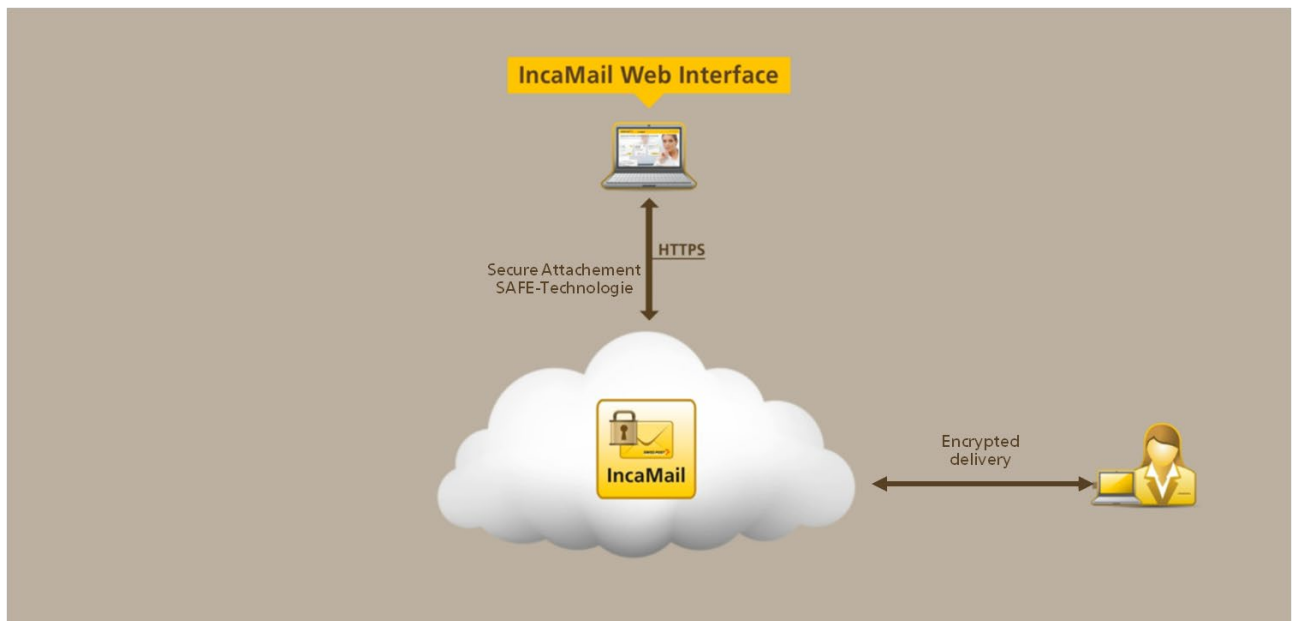 IncaMail Web Interface
HTTPS
Secure Attachement
SAFE-Technologie
IncaMail
Encrypted
delivery